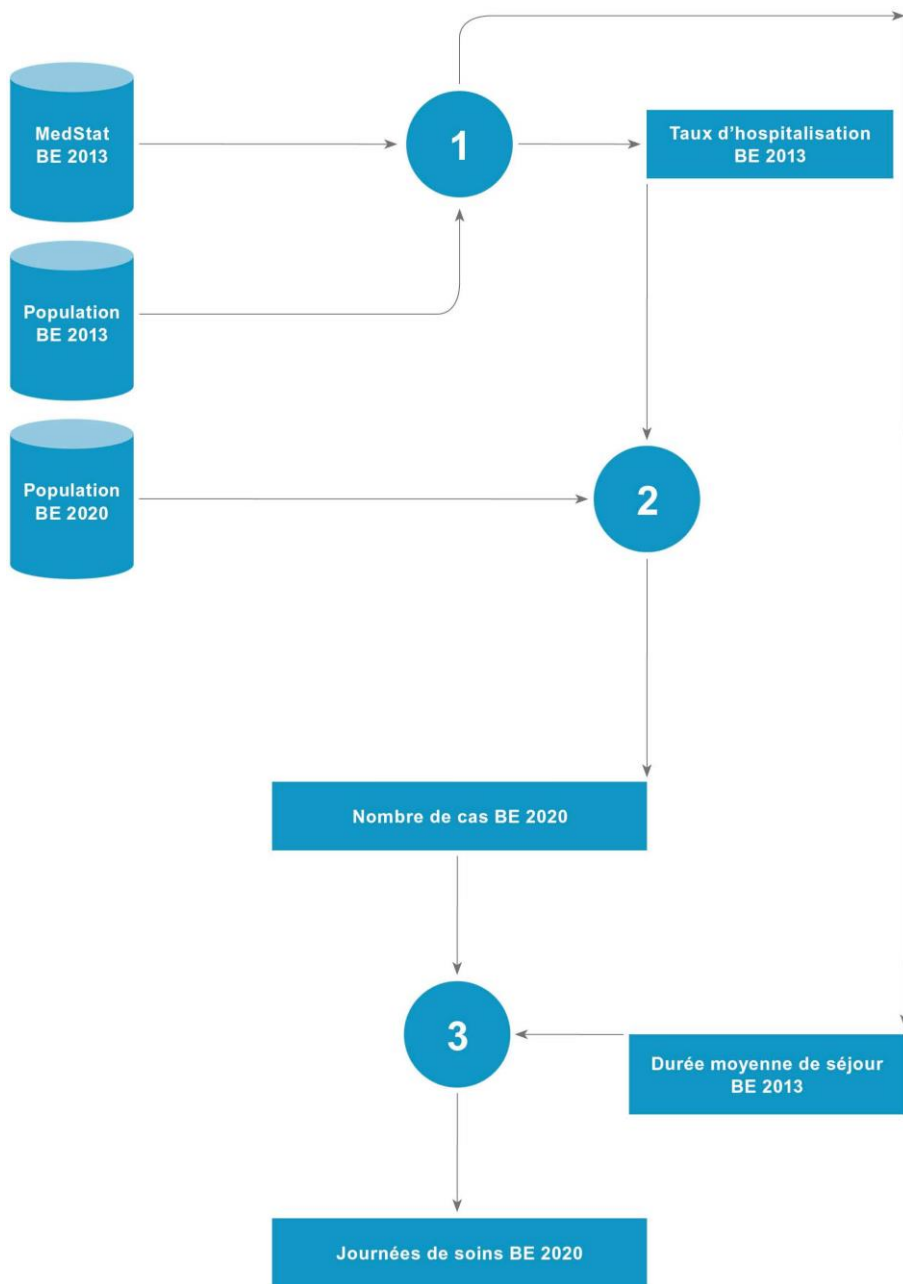 MedStat
BE 2013
1
Taux d'hospitalisation
BE 2013
Population
BE 2013
Population
BE 2020
2
Nombre de cas BE 2020
3
Durée moyenne de séjour
BE 2013
Journées de soins BE 2020